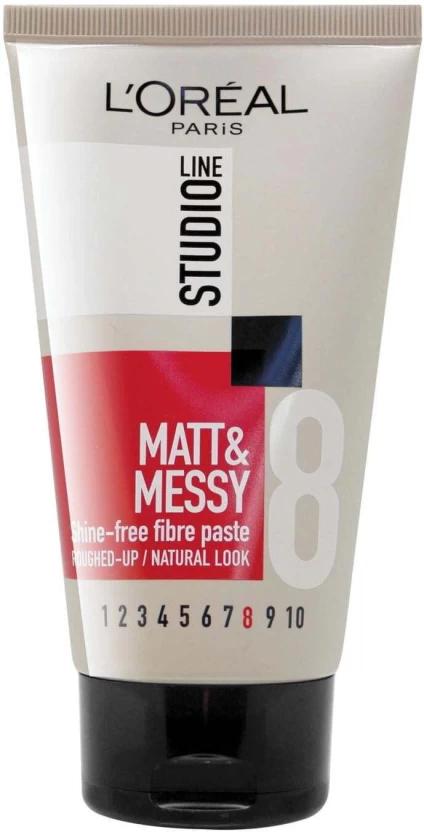 L'ORÉAL
PARiS
STUDIO LINE
MATT&
MESSY
8
Shine-free fibre paste
ROUGHED-UP / NATURAL LOOK
1 2 3 4 5 6 7 8 9 10